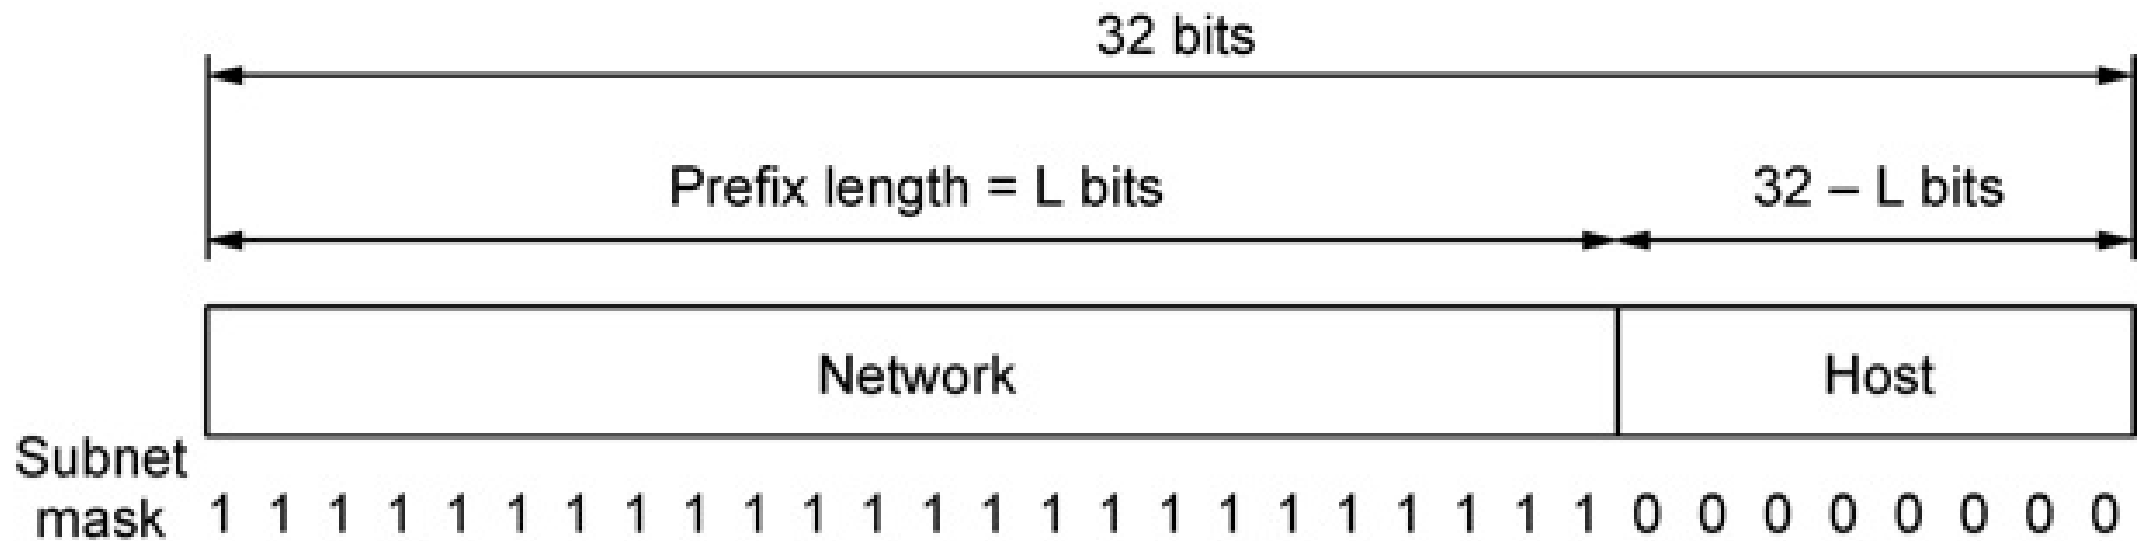 32 bits
Prefix length = L bits
32 – L bits
Network
Host
Subnet
mask
1 1 1 1 1 1 1 1 1 1 1 1 1 1 1 1 1 1 1 1 1 1 1 1 0 0 0 0 0 0 0 0